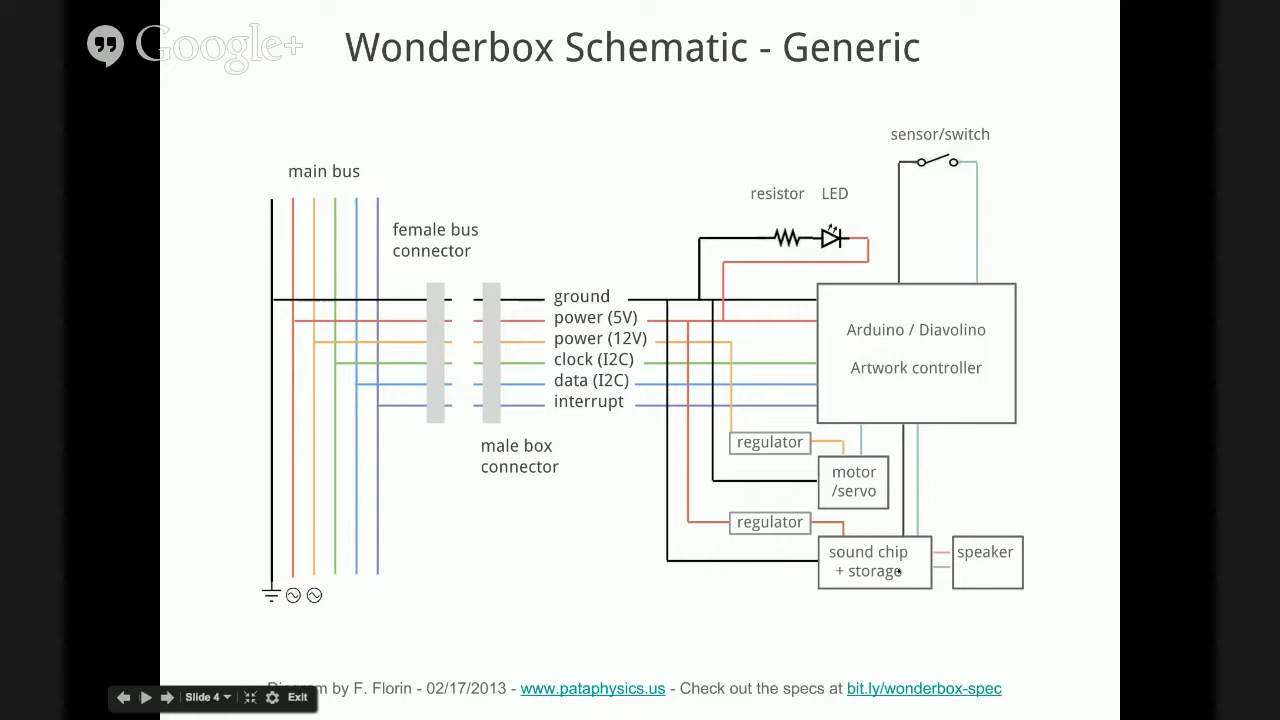 Google+
Wonderbox Schematic - Generic
sensor/switch
main bus
resistor LED
female bus
connector
ground
power (5V)
power (12V)
clock (I2C)
data (I2C)
interrupt
Arduino / Diavolino
Artwork controller
male box
connector
regulator
motor
/servo
regulator
sound chip
+ storage
speaker
Diagram by F. Florin - 02/17/2013 - www.pataphysics.us - Check out the specs at bit.ly/wonderbox-spec
Slide 4 Exit